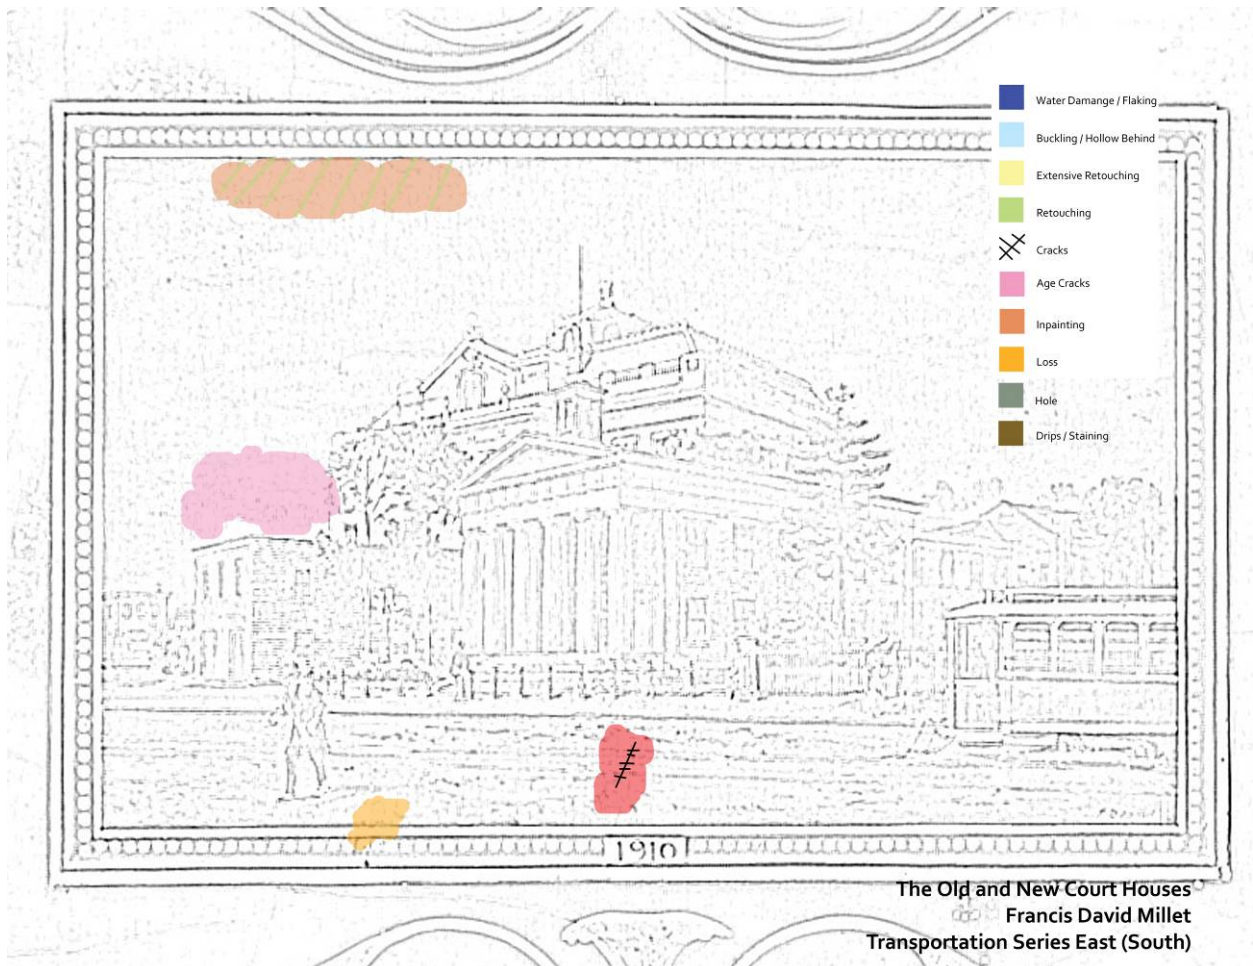 Water Damange / Flaking
Buckling / Hollow Behind
Extensive Retouching
Retouching
Cracks
Age Cracks
Inpainting
Loss
Hole
Drips / Staining
1910
The Old and New Court Houses
Francis David Millet
Transportation Series East (South)